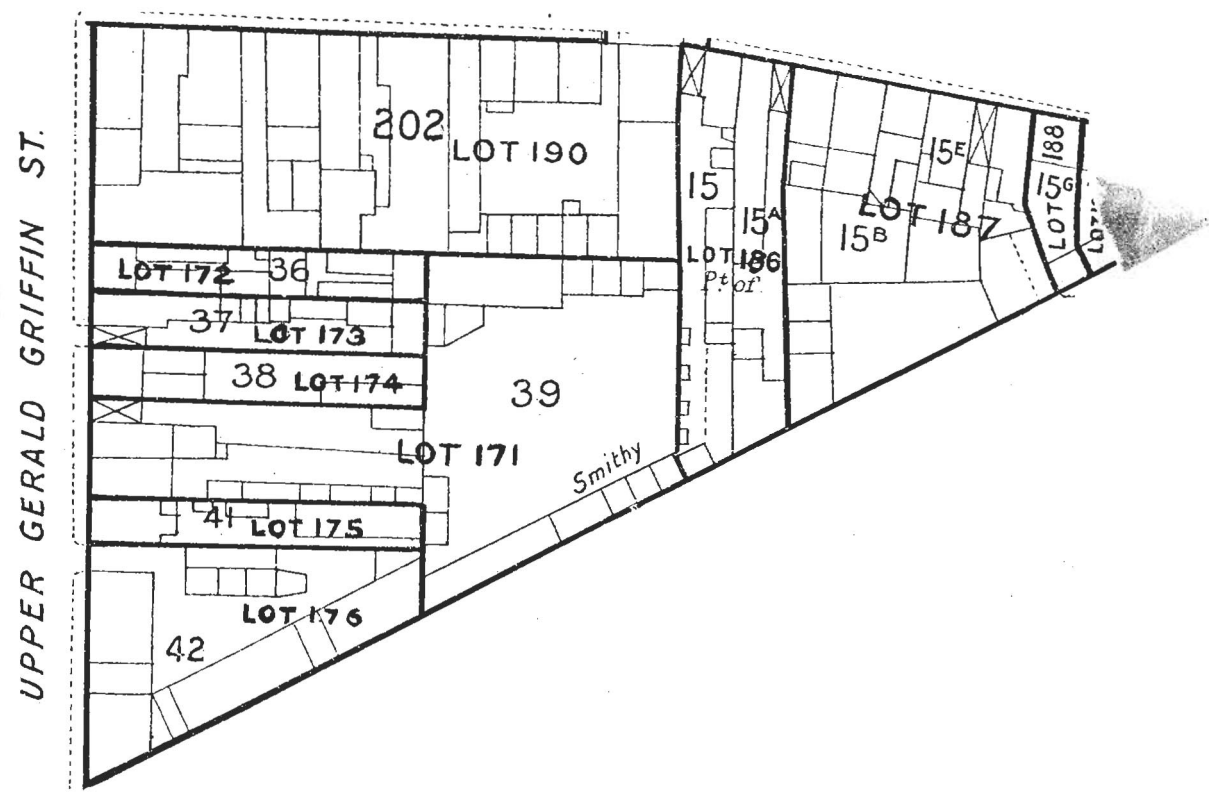 UPPER GERALD GRIFFIN ST.
202
LOT 190
188
15E
15
15G
15A
LOT 187
15B
LOT
LOT 186
Pt of
LOT 172
36
37
LOT 173
38
LOT 174
39
LOT 171
Smithy
41
LOT 175
LOT 176
42